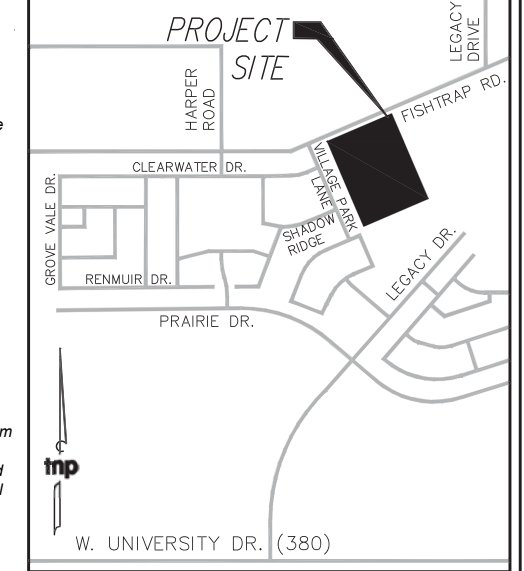 PROJECT
SITE
LEGACY
DRIVE
HARPER
ROAD
FISHTRAP RD.
CLEARWATER DR.
VILLAGE PARK
LANE
GROVE VALE DR.
SHADOW
RIDGE
LEGACY DR.
RENMUIR DR.
PRAIRIE DR.
tnp
W. UNIVERSITY DR. (380)